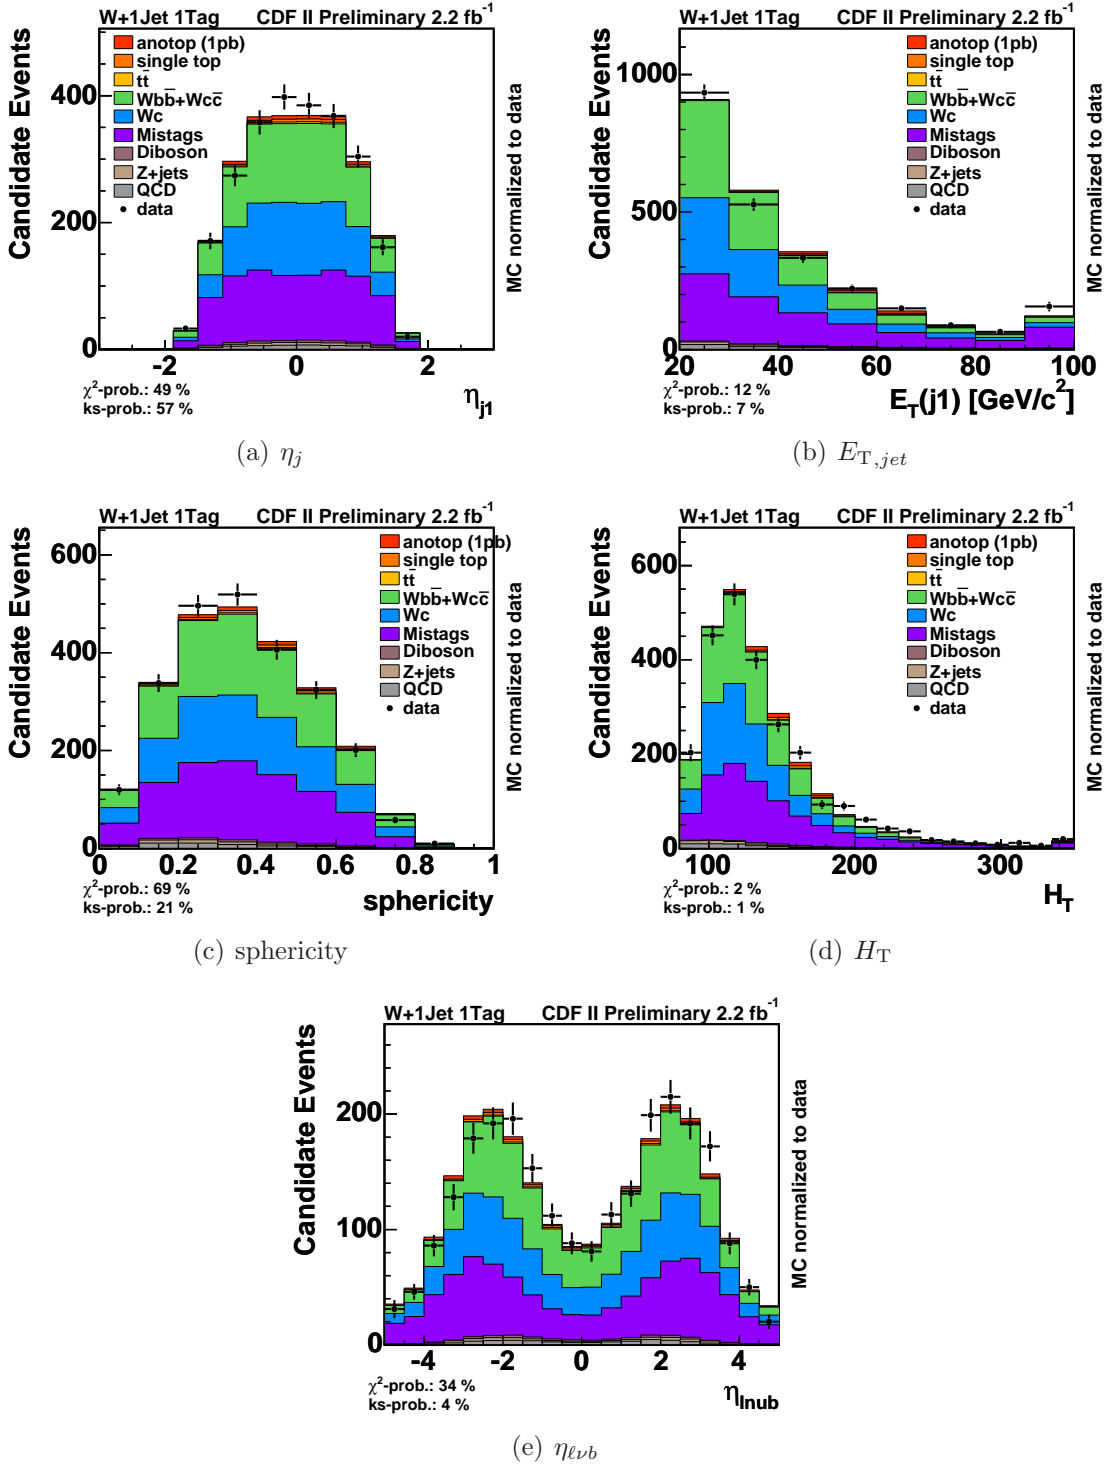 W+1Jet 1Tag CDF II Preliminary 2.2 fb⁻¹
Candidate Events
400
200
0
-2 0 2
anotop (1pb)
single top
tt̄
Wbb̄+Wcc̄
Wc
Mistags
Diboson
Z+jets
QCD
data
MC normalized to data
χ²-prob.: 49 %
ks-prob.: 57 %
η_j1
(a) η_j
W+1Jet 1Tag CDF II Preliminary 2.2 fb⁻¹
Candidate Events
1000
500
0
20 40 60 80 100
anotop (1pb)
single top
tt̄
Wbb̄+Wcc̄
Wc
Mistags
Diboson
Z+jets
QCD
data
MC normalized to data
χ²-prob.: 12 %
ks-prob.: 7 %
E_T(j1) [GeV/c²]
(b) E_T,jet
W+1Jet 1Tag CDF II Preliminary 2.2 fb⁻¹
Candidate Events
600
400
200
0
0 0.2 0.4 0.6 0.8 1
anotop (1pb)
single top
tt̄
Wbb̄+Wcc̄
Wc
Mistags
Diboson
Z+jets
QCD
data
MC normalized to data
χ²-prob.: 69 %
ks-prob.: 21 %
sphericity
(c) sphericity
W+1Jet 1Tag CDF II Preliminary 2.2 fb⁻¹
Candidate Events
600
400
200
0
100 200 300
anotop (1pb)
single top
tt̄
Wbb̄+Wcc̄
Wc
Mistags
Diboson
Z+jets
QCD
data
MC normalized to data
χ²-prob.: 2 %
ks-prob.: 1 %
H_T
(d) H_T
W+1Jet 1Tag CDF II Preliminary 2.2 fb⁻¹
Candidate Events
200
100
0
-4 -2 0 2 4
MC normalized to data
χ²-prob.: 34 %
ks-prob.: 4 %
η_lnub
(e) η_ℓνb